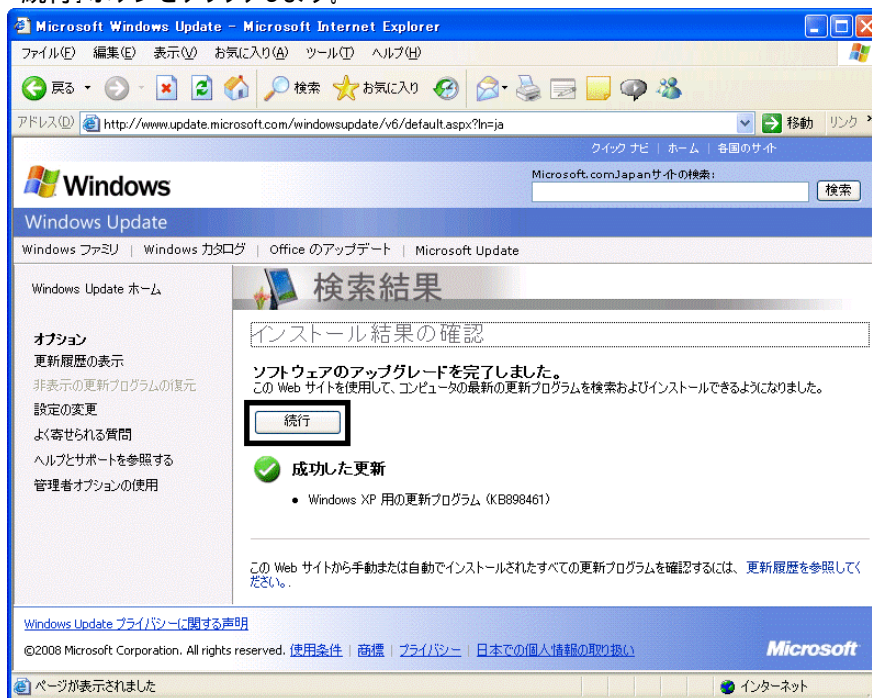 続行]ボタンをクリックします。
Microsoft Windows Update - Microsoft Internet Explorer
ファイル(F) 編集(E) 表示(V) お気に入り(A) ツール(T) ヘルプ(H)
戻る 検索 お気に入り
アドレス(D) http://www.update.microsoft.com/windowsupdate/v6/default.aspx?ln=ja 移動 リンク »
クイック ナビ | ホーム | 各国のサイト
Windows
Microsoft.comJapanサイトの検索:
検索
Windows Update
Windows ファミリ | Windows カタログ | Office のアップデート | Microsoft Update
Windows Update ホーム
オプション
更新履歴の表示
非表示の更新プログラムの復元
設定の変更
よく寄せられる質問
ヘルプとサポートを参照する
管理者オプションの使用
検索結果
インストール結果の確認
ソフトウェアのアップグレードを完了しました。
この Web サイトを使用して、コンピュータの最新の更新プログラムを検索およびインストールできるようになりました。
続行
成功した更新
• Windows XP 用の更新プログラム (KB898461)
この Web サイトから手動または自動でインストールされたすべての更新プログラムを確認するには、 更新履歴を参照してく
ださい。.
Windows Update プライバシーに関する声明
©2008 Microsoft Corporation. All rights reserved. 使用条件 | 商標 | プライバシー | 日本での個人情報の取り扱い
Microsoft
ページが表示されました
インターネット